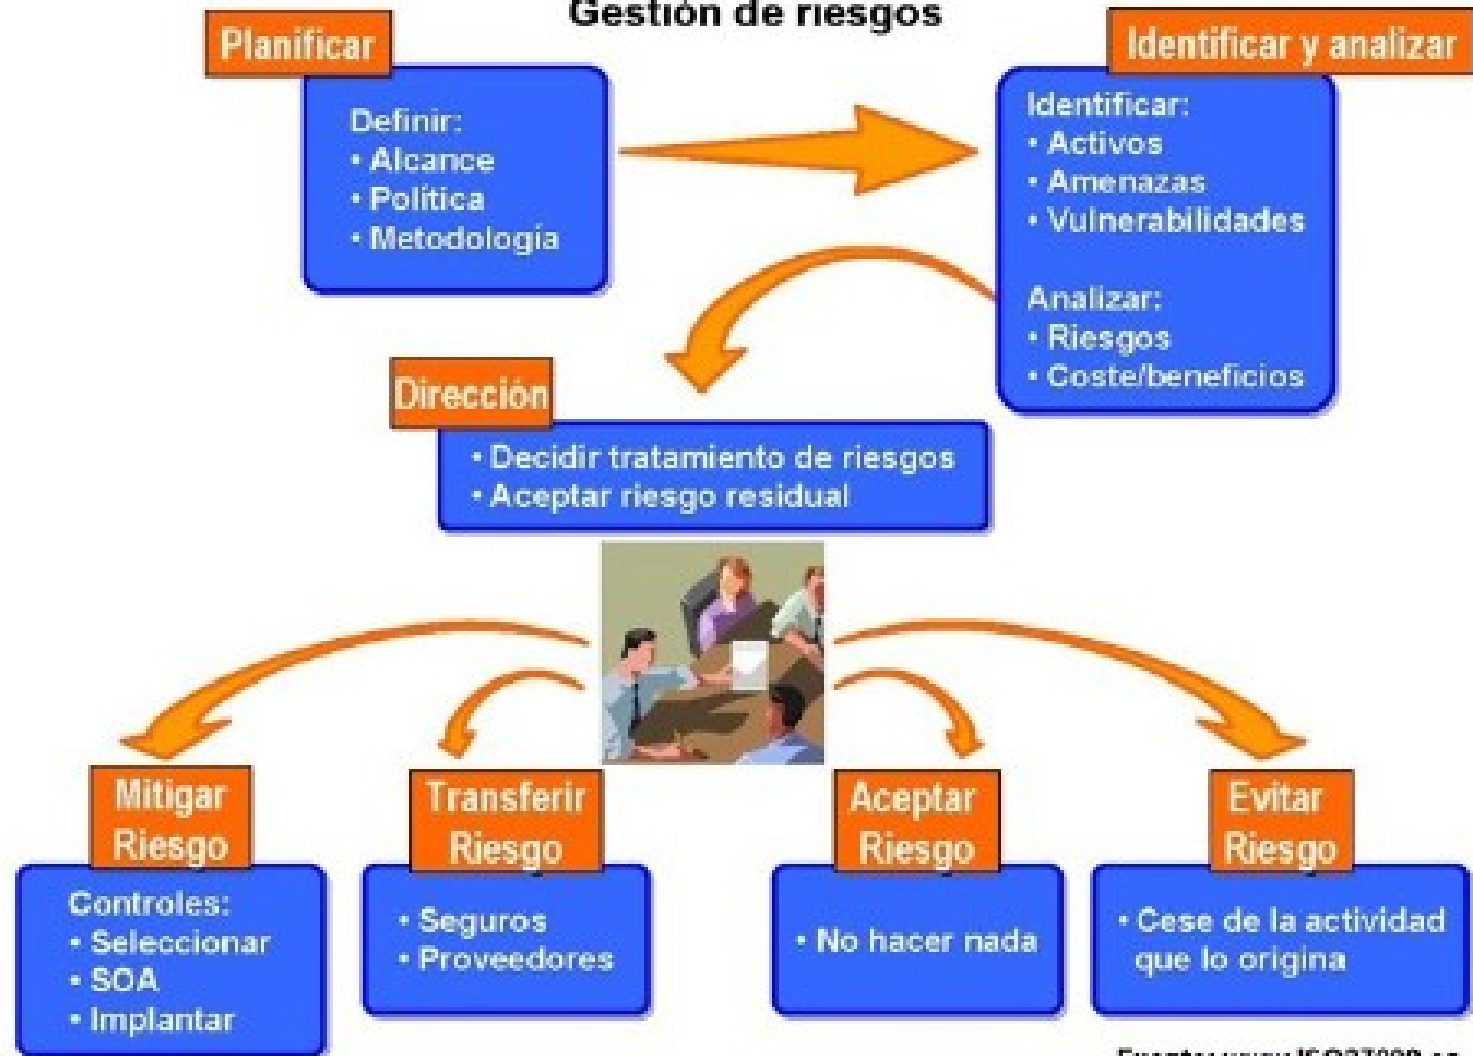 Gestión de riesgos
Planificar
Definir:
• Alcance
• Política
• Metodología
Identificar y analizar
Identificar:
• Activos
• Amenazas
• Vulnerabilidades
Analizar:
• Riesgos
• Coste/beneficios
Dirección
• Decidir tratamiento de riesgos
• Aceptar riesgo residual
Mitigar
Riesgo
Controles:
• Seleccionar
• SOA
• Implantar
Transferir
Riesgo
• Seguros
• Proveedores
Aceptar
Riesgo
• No hacer nada
Evitar
Riesgo
• Cese de la actividad
que lo origina